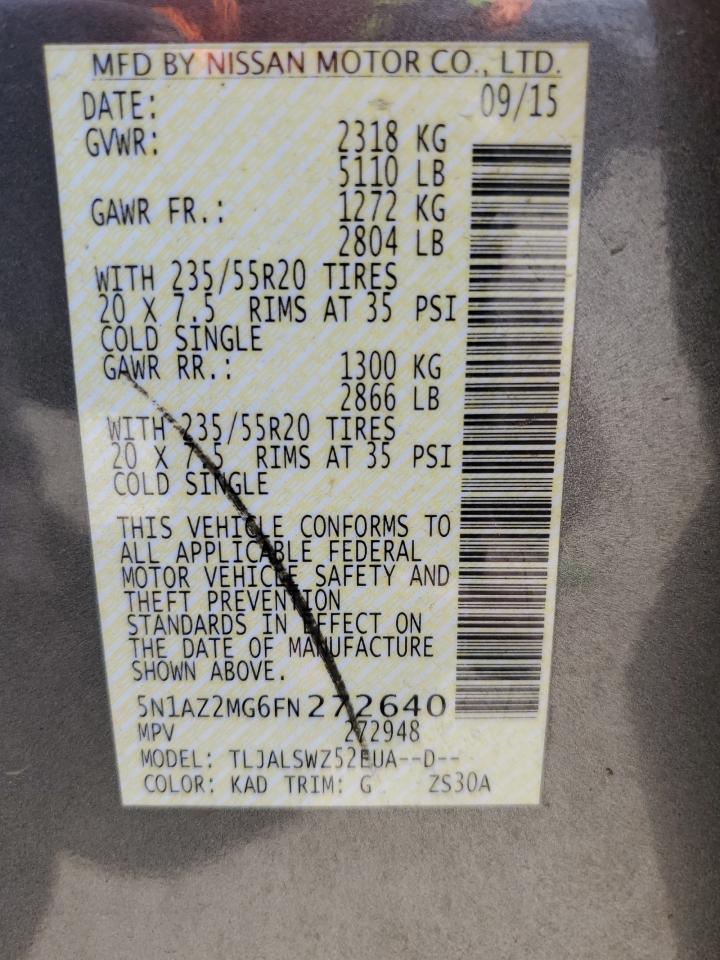 MFD BY NISSAN MOTOR CO., LTD.
DATE: 09/15
GVWR: 2318 KG
5110 LB
GAWR FR.: 1272 KG
2804 LB
WITH 235/55R20 TIRES
20 X 7.5 RIMS AT 35 PSI
COLD SINGLE
GAWR RR.: 1300 KG
2866 LB
WITH 235/55R20 TIRES
20 X 7.5 RIMS AT 35 PSI
COLD SINGLE
THIS VEHICLE CONFORMS TO
ALL APPLICABLE FEDERAL
MOTOR VEHICLE SAFETY AND
THEFT PREVENTION
STANDARDS IN EFFECT ON
THE DATE OF MANUFACTURE
SHOWN ABOVE.
5N1AZ2MG6FN272640
MPV 272948
MODEL: TLJALSWZ52EUA--D--
COLOR: KAD TRIM: G ZS30A